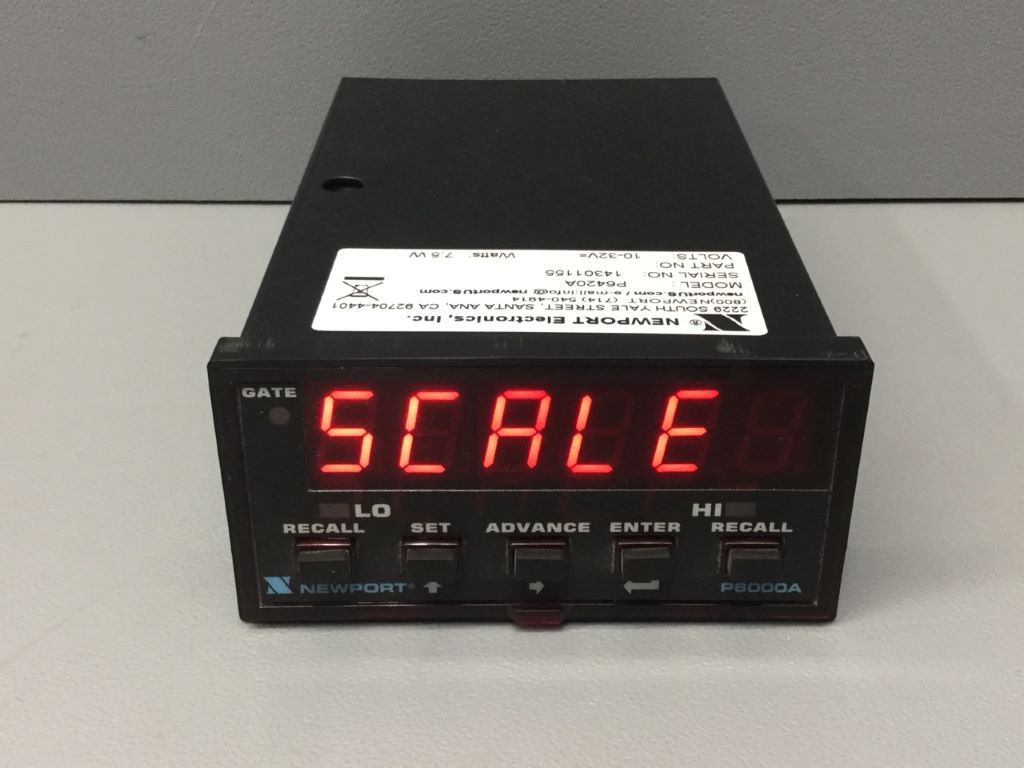 ® NEWPORT Electronics, Inc.
2229 SOUTH YALE STREET, SANTA ANA, CA 92704-4401
(800)NEWPORT (714) 540-4914
newportUS.com / e-mail:info@newportUS.com
MODEL: P6420A
SERIAL NO: 14301155
PART NO:
VOLTS 10-32V= Watts: 7.5 W
GATE
SCALE
LO HI
RECALL SET ADVANCE ENTER RECALL
NEWPORT® P6000A